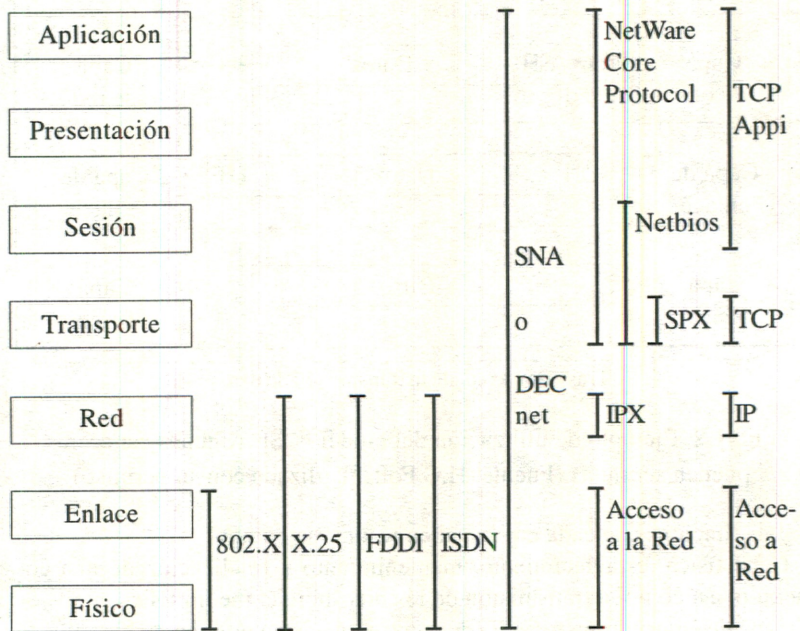 Aplicación
Presentación
Sesión
Transporte
Red
Enlace
Físico
802.X
X.25
FDDI
ISDN
SNA
o
DEC
net
NetWare
Core
Protocol
Netbios
SPX
IPX
Acceso
a la Red
TCP
Appi
TCP
IP
Acce-
so a
Red